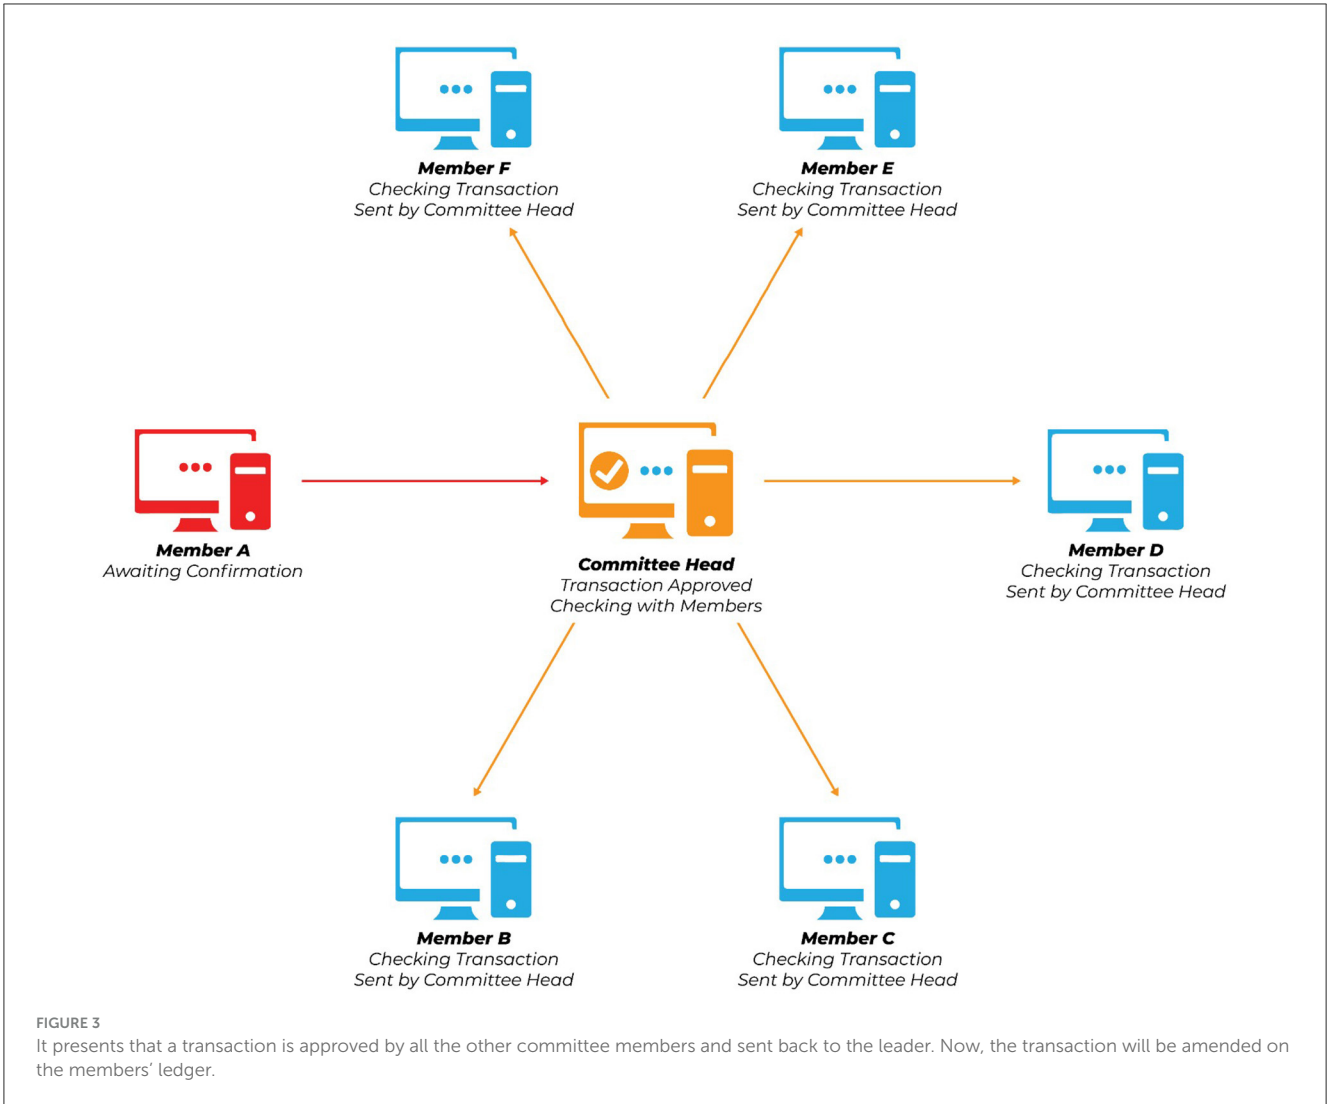 Member F
Checking Transaction
Sent by Committee Head
Member E
Checking Transaction
Sent by Committee Head
Member A
Awaiting Confirmation
Committee Head
Transaction Approved
Checking with Members
Member D
Checking Transaction
Sent by Committee Head
Member B
Checking Transaction
Sent by Committee Head
Member C
Checking Transaction
Sent by Committee Head
FIGURE 3
It presents that a transaction is approved by all the other committee members and sent back to the leader. Now, the transaction will be amended on
the members’ ledger.